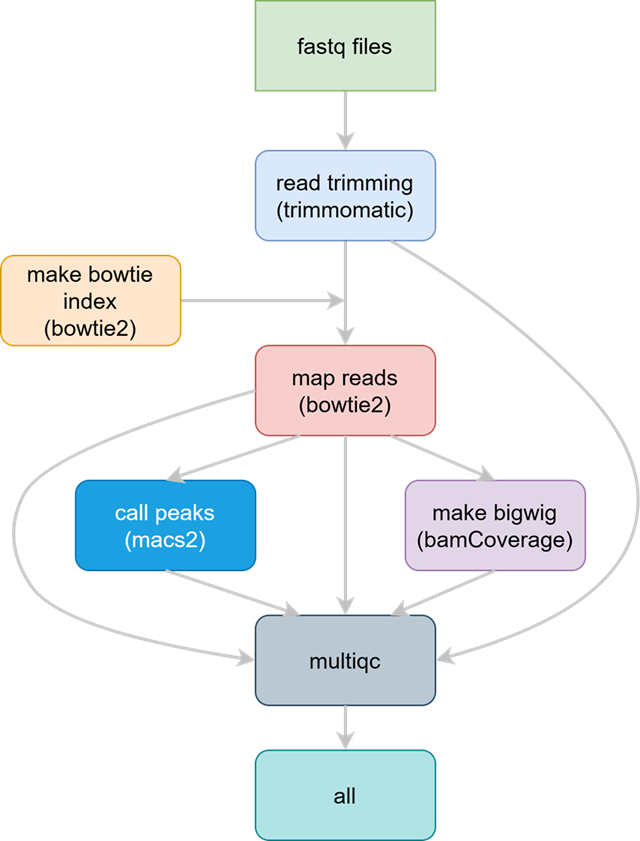 fastq files
read trimming
(trimmomatic)
make bowtie
index
(bowtie2)
map reads
(bowtie2)
call peaks
(macs2)
make bigwig
(bamCoverage)
multiqc
all